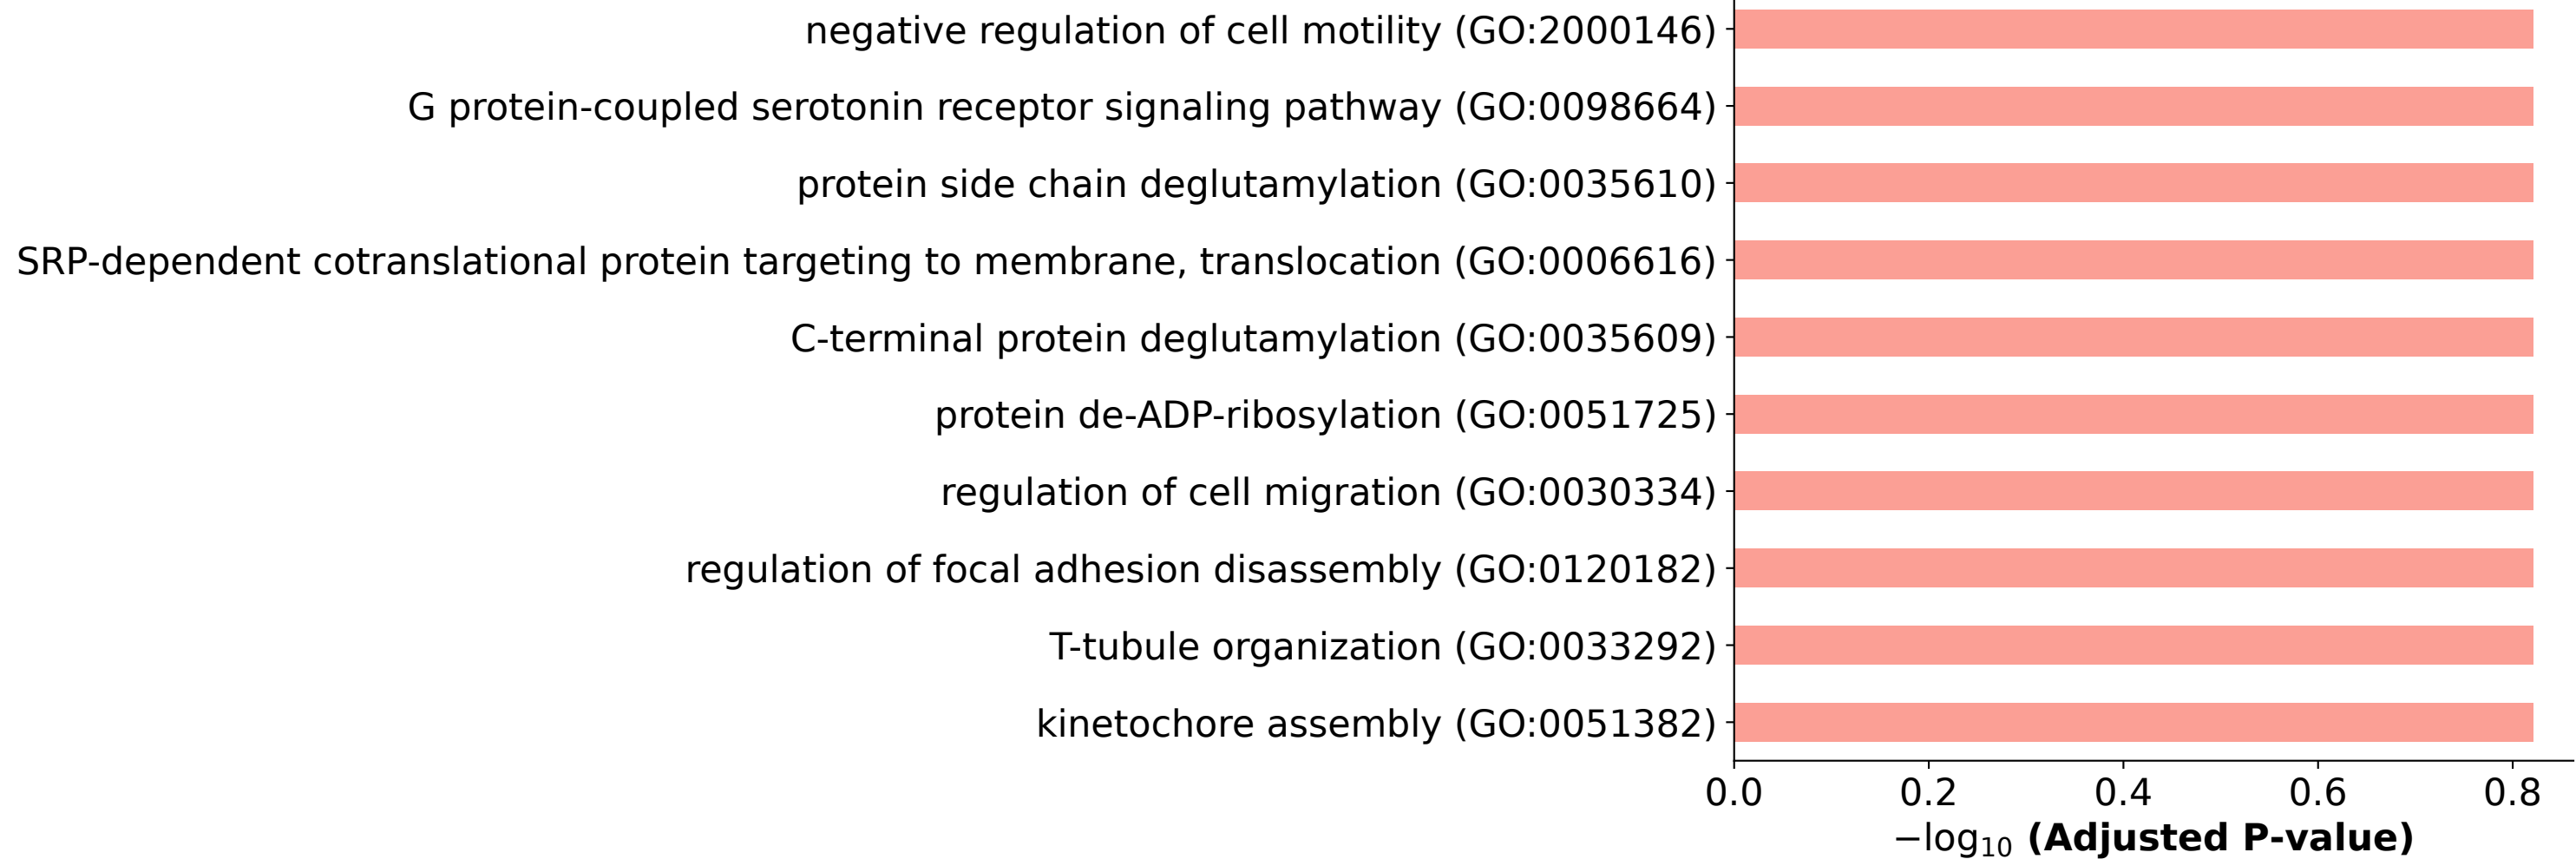 negative regulation of cell motility (GO:2000146)
G protein-coupled serotonin receptor signaling pathway (GO:0098664)
protein side chain deglutamylation (GO:0035610)
SRP-dependent cotranslational protein targeting to membrane, translocation (GO:0006616)
C-terminal protein deglutamylation (GO:0035609)
protein de-ADP-ribosylation (GO:0051725)
regulation of cell migration (GO:0030334)
regulation of focal adhesion disassembly (GO:0120182)
T-tubule organization (GO:0033292)
kinetochore assembly (GO:0051382)
0.0 0.2 0.4 0.6 0.8
−log₁₀ (Adjusted P-value)